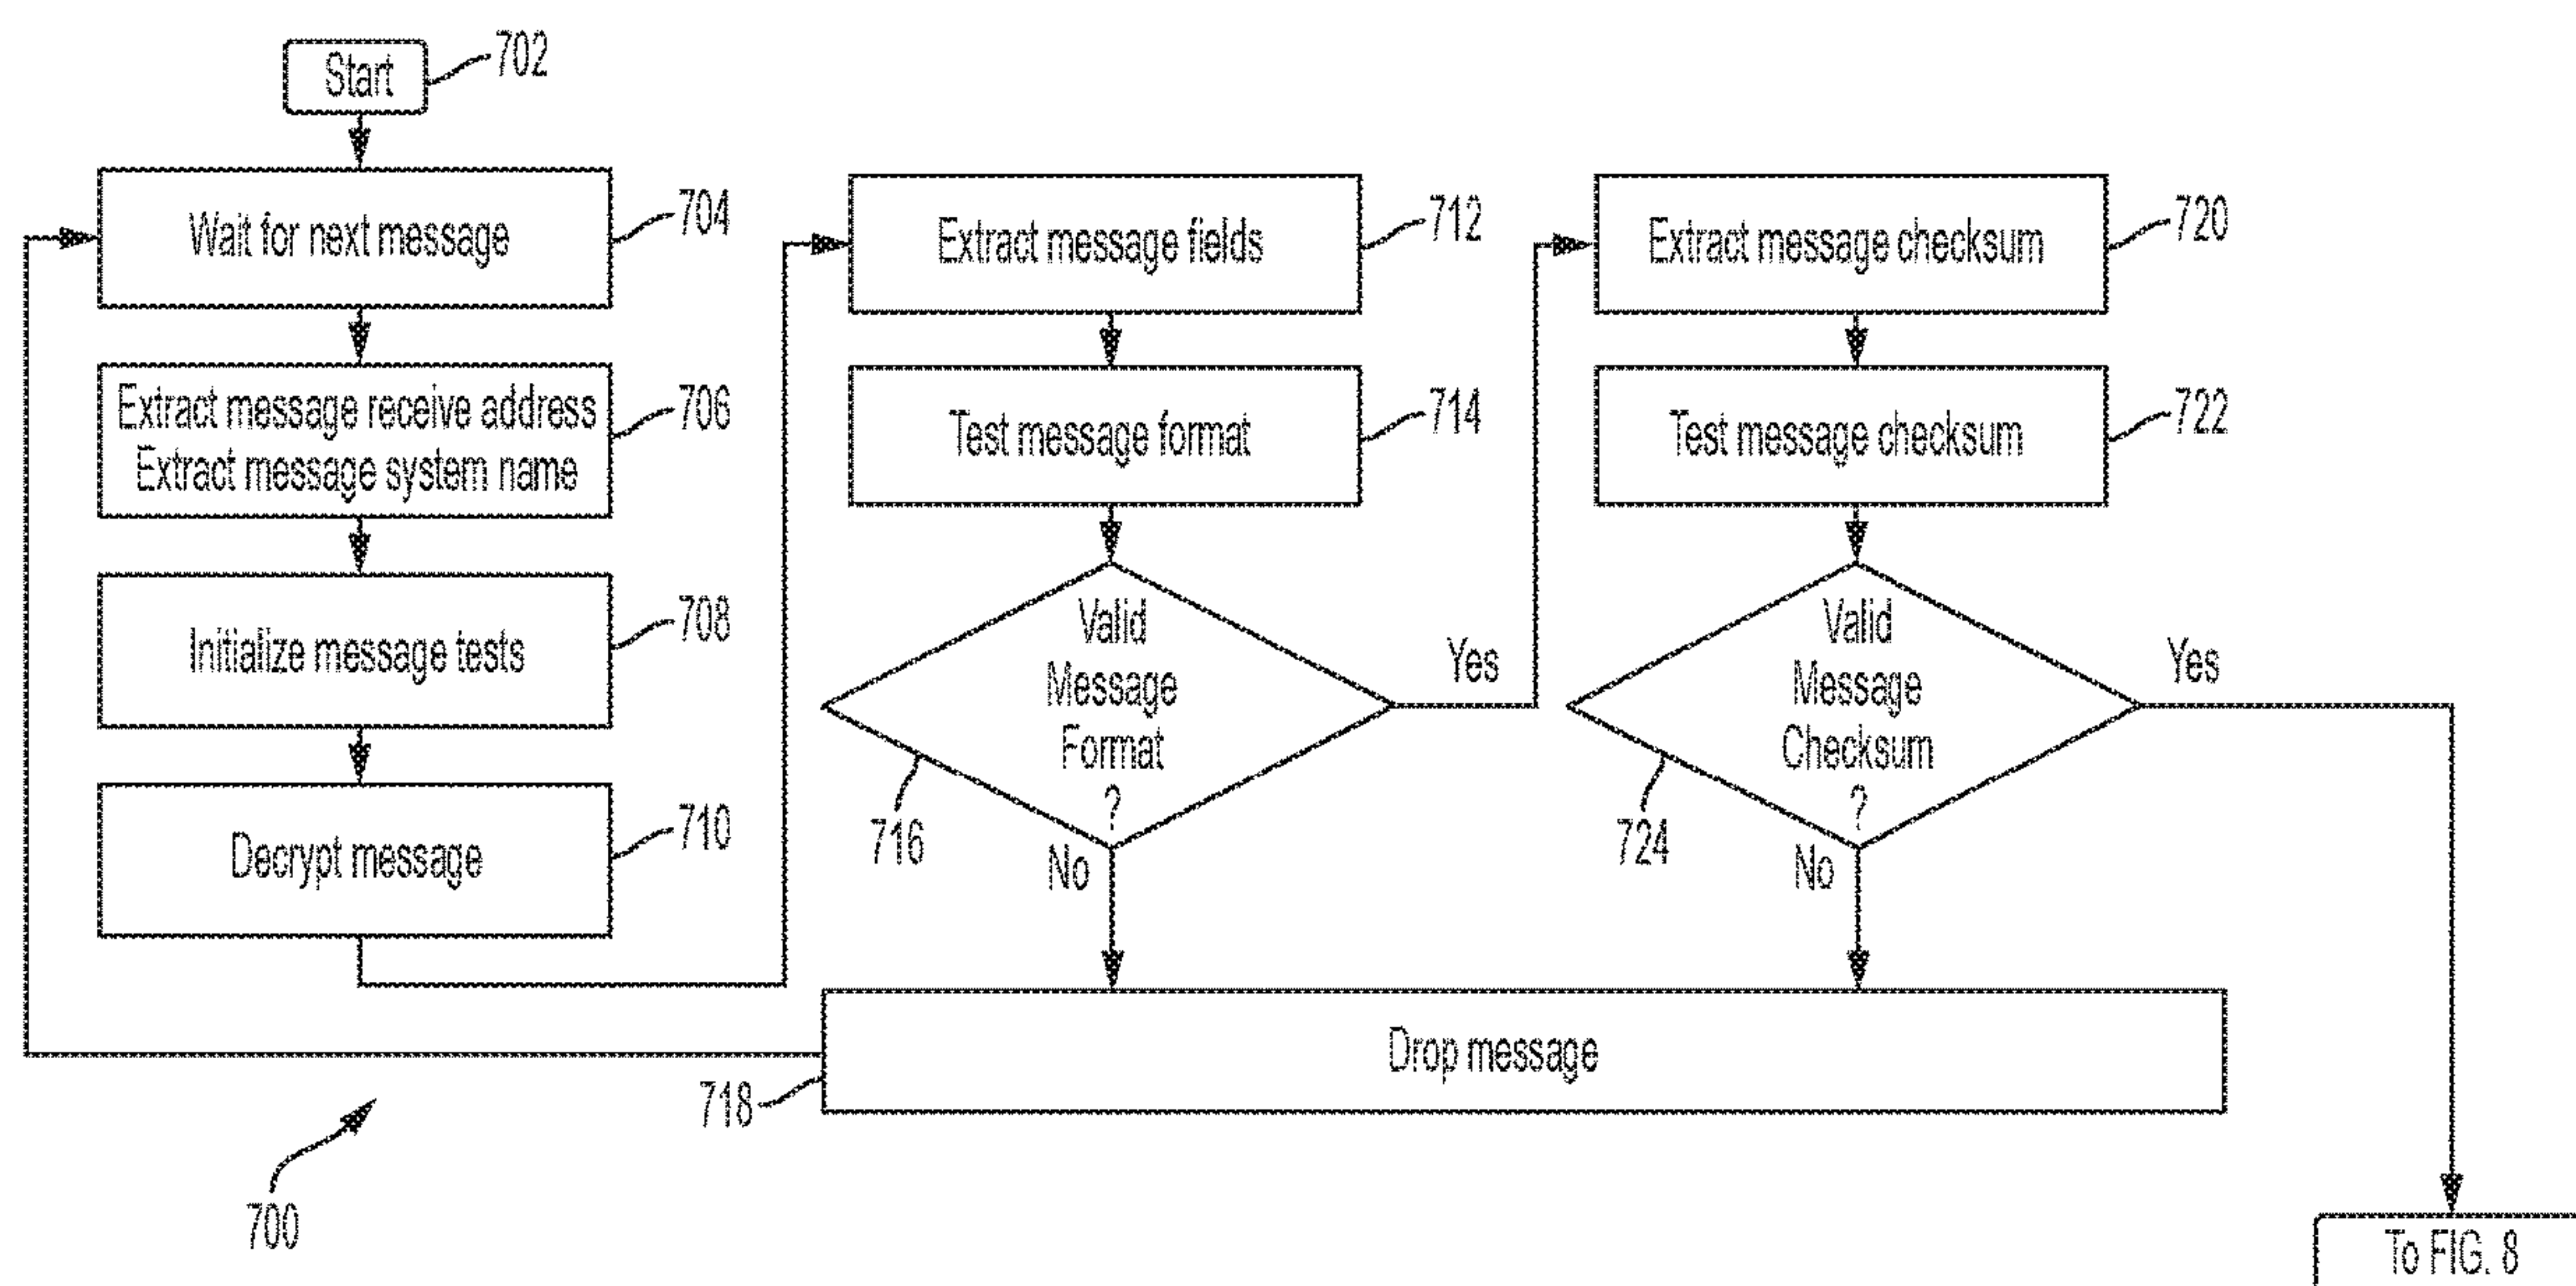 Start
702
Wait for next message
704
Extract message receive address
Extract message system name
706
Initialize message tests
708
Decrypt message
710
Extract message fields
712
Test message format
714
Valid
Message
Format
?
716
Yes
No
Extract message checksum
720
Test message checksum
722
Valid
Message
Checksum
?
724
Yes
No
Drop message
718
700
To FIG. 8